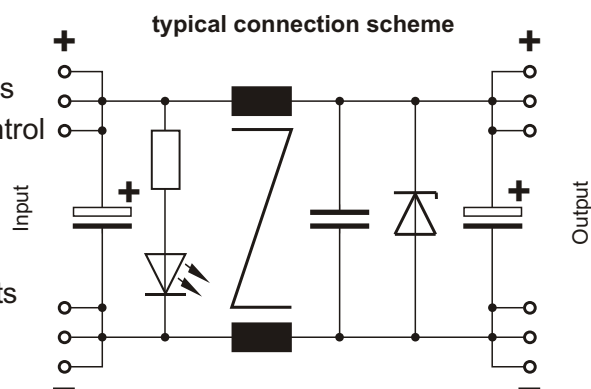 typical connection scheme
+ +
s
ntrol
+ +
Input
Output
ts
– –